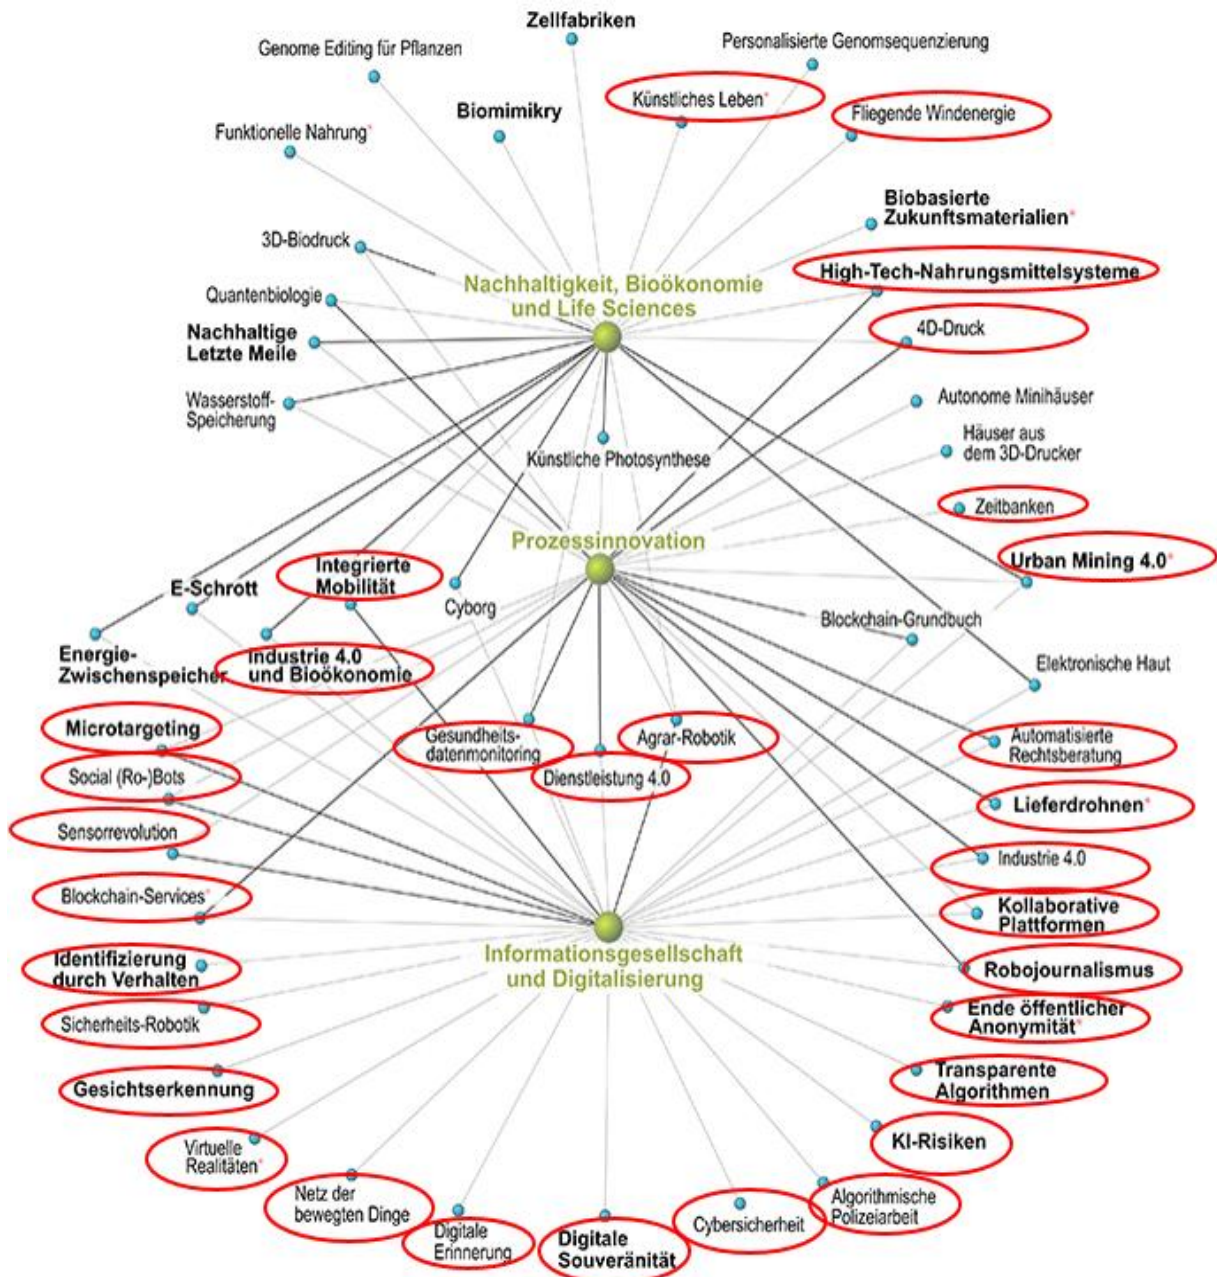 Zellfabriken
Genome Editing für Pflanzen
Personalisierte Genomsequenzierung
Künstliches Leben*
Biomimikry
Fliegende Windenergie
Funktionelle Nahrung*
Biobasierte
Zukunftsmaterialien*
3D-Biodruck
High-Tech-Nahrungsmittelsysteme
Nachhaltigkeit, Bioökonomie
und Life Sciences
Quantenbiologie
Nachhaltige
Letzte Meile
4D-Druck
Wasserstoff-
Speicherung
Autonome Minihäuser
Künstliche Photosynthese
Häuser aus
dem 3D-Drucker
Zeitbanken
Prozessinnovation
Urban Mining 4.0*
Integrierte
Mobilität
E-Schrott
Cyborg
Blockchain-Grundbuch
Energie-
Zwischenspeicher
Industrie 4.0
und Bioökonomie
Elektronische Haut
Microtargeting
Gesundheits-
datenmonitoring
Agrar-Robotik
Automatisierte
Rechtsberatung
Social (Ro-)Bots
Dienstleistung 4.0
Lieferdrohnen*
Sensorrevolution
Industrie 4.0
Blockchain-Services*
Kollaborative
Plattformen
Informationsgesellschaft
und Digitalisierung
Identifizierung
durch Verhalten
Robojournalismus
Sicherheits-Robotik
Ende öffentlicher
Anonymität*
Gesichtserkennung
Transparente
Algorithmen
Virtuelle
Realitäten*
KI-Risiken
Netz der
bewegten Dinge
Digitale
Erinnerung
Digitale
Souveränität
Cybersicherheit
Algorithmische
Polizeiarbeit